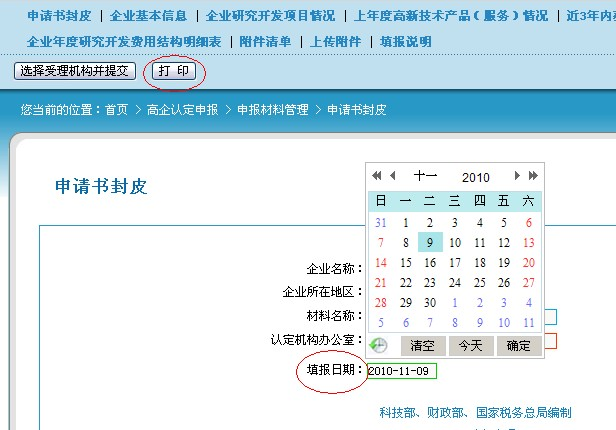 申请书封皮 | 企业基本信息 | 企业研究开发项目情况 | 上年度高新技术产品（服务）情况 | 近3年内
企业年度研究开发费用结构明细表 | 附件清单 | 上传附件 | 填报说明
选择受理机构并提交 打 印
您当前的位置：首页 > 高企认定申报 > 申报材料管理 > 申请书封皮
申请书封皮
十一 2010
日 一 二 三 四 五 六
31 1 2 3 4 5 6
7 8 9 10 11 12 13
14 15 16 17 18 19 20
21 22 23 24 25 26 27
28 29 30 1 2 3 4
5 6 7 8 9 10 11
清空 今天 确定
企业名称：
企业所在地区：
材料名称：
认定机构办公室：
填报日期： 2010-11-09
科技部、财政部、国家税务总局编制